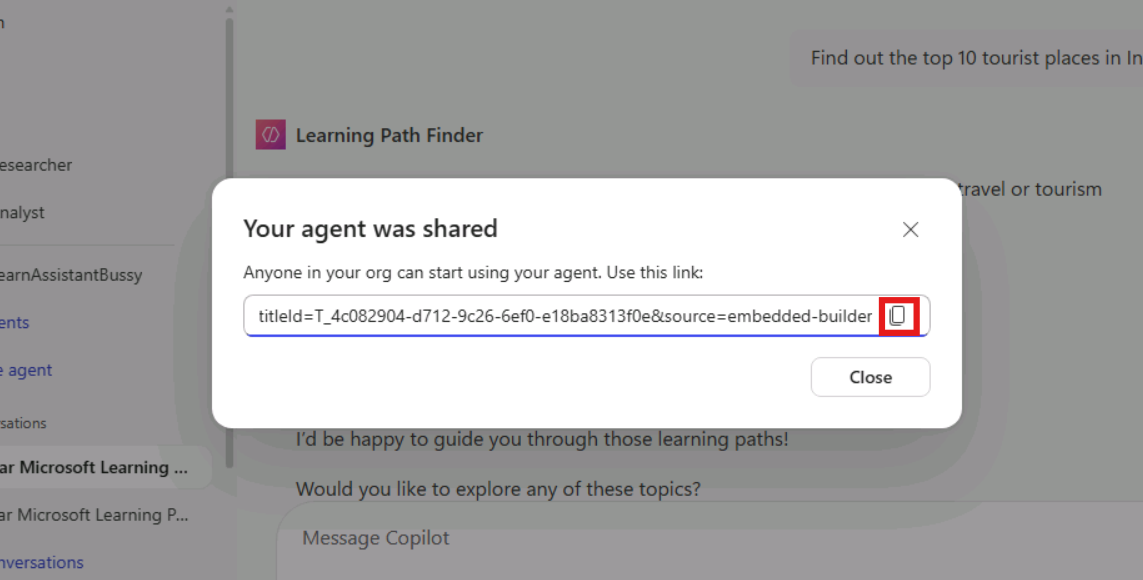 Find out the top 10 tourist places in In
Learning Path Finder
esearcher
travel or tourism
nalyst
Your agent was shared
Anyone in your org can start using your agent. Use this link:
earnAssistantBussy
titleId=T_4c082904-d712-9c26-6ef0-e18ba8313f0e&source=embedded-builder
ents
e agent
Close
sations
I'd be happy to guide you through those learning paths!
ar Microsoft Learning ...
Would you like to explore any of these topics?
ar Microsoft Learning P...
Message Copilot
nversations